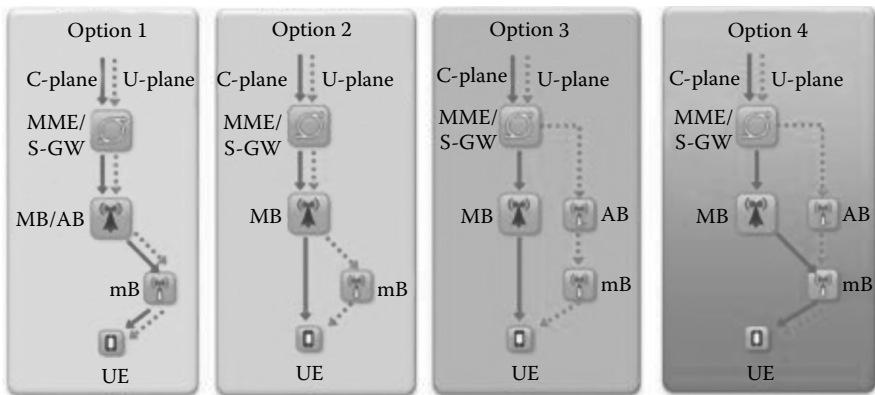 Option 1
C-plane
U-plane
MME/
S-GW
MB/AB
mB
UE
Option 2
C-plane
U-plane
MME/
S-GW
MB
mB
UE
Option 3
C-plane
U-plane
MME/
S-GW
MB
AB
mB
UE
Option 4
C-plane
U-plane
MME/
S-GW
MB
AB
mB
UE